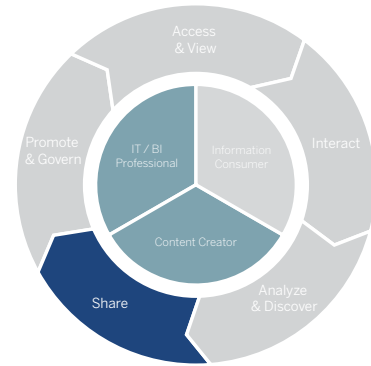 Access
& View
Promote
& Govern
IT / BI
Professional
Information
Consumer
Interact
Content Creator
Share
Analyze
& Discover